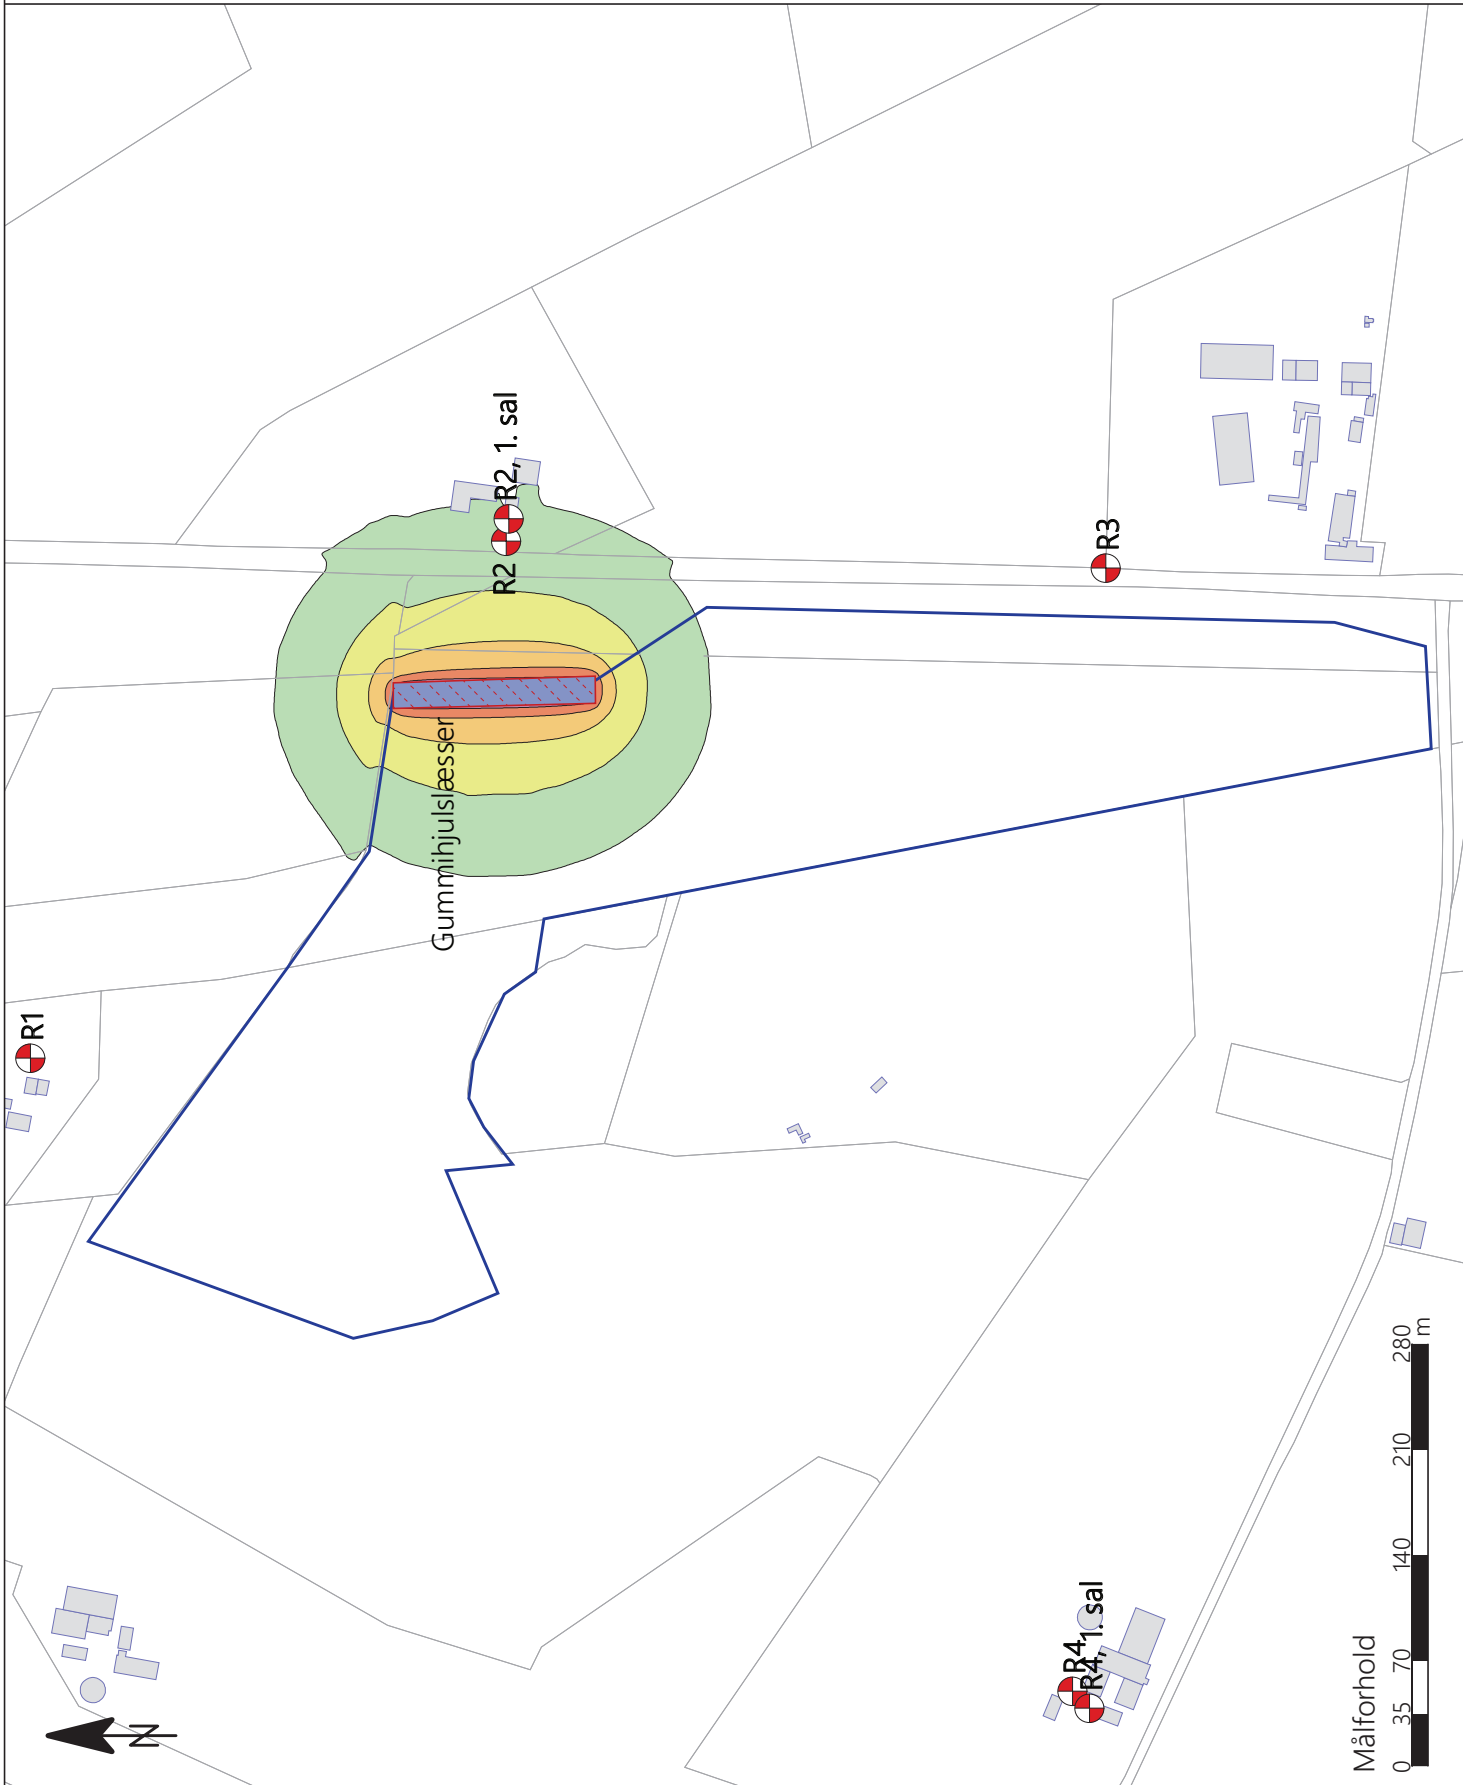 R1
R2, 1. sal
R2
Gummihjulslæsser
R3
R4
R4, 1. sal
N
Målforhold
0 35 70 140 210 280
m